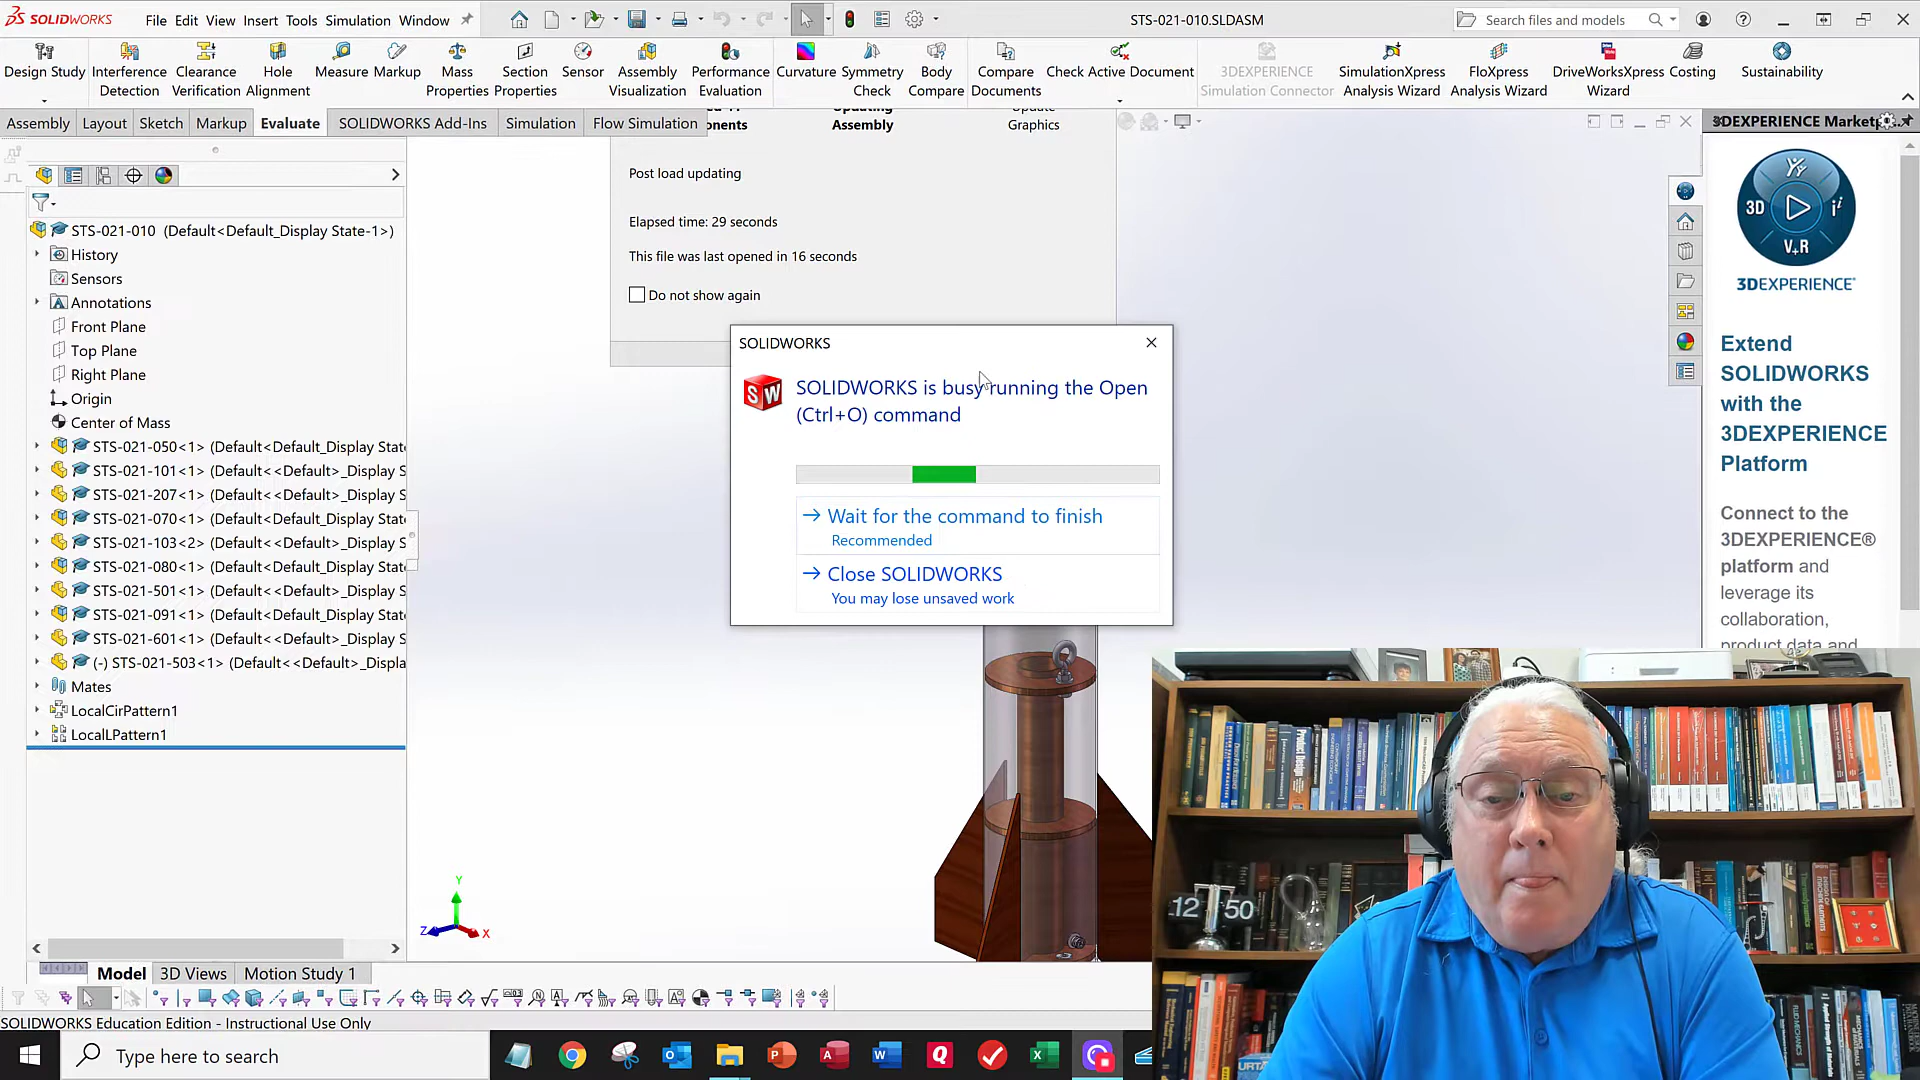 SOLIDWORKS File Edit View Insert Tools Simulation Window STS-021-010.SLDASM Search files and models
Design Study Interference Detection Clearance Verification Hole Alignment Measure Markup Mass Properties Section Properties Sensor Assembly Visualization Performance Evaluation Curvature Symmetry Check Body Compare Compare Documents Check Active Document 3DEXPERIENCE Simulation Connector SimulationXpress Analysis Wizard FloXpress Analysis Wizard DriveWorksXpress Wizard Costing Sustainability
Assembly Layout Sketch Markup Evaluate SOLIDWORKS Add-Ins Simulation Flow Simulation
Updating Assembly
Update Graphics
Post load updating
Elapsed time: 29 seconds
This file was last opened in 16 seconds
Do not show again
STS-021-010 (Default<Default_Display State-1>)
History
Sensors
Annotations
Front Plane
Top Plane
Right Plane
Origin
Center of Mass
STS-021-050<1> (Default<Default_Display State
STS-021-101<1> (Default<<Default>_Display S
STS-021-207<1> (Default<<Default>_Display S
STS-021-070<1> (Default<Default_Display State
STS-021-103<2> (Default<<Default>_Display S
STS-021-080<1> (Default<Default_Display State
STS-021-501<1> (Default<<Default>_Display S
STS-021-091<1> (Default<<Default>_Display S
STS-021-601<1> (Default<<Default>_Display S
(-) STS-021-503<1> (Default<<Default>_Displa
Mates
LocalCirPattern1
LocalLPattern1
SOLIDWORKS
SW
SOLIDWORKS is busy running the Open
(Ctrl+O) command
Wait for the command to finish
Recommended
Close SOLIDWORKS
You may lose unsaved work
3DEXPERIENCE
3D
V+R
3DEXPERIENCE®
Extend
SOLIDWORKS
with the
3DEXPERIENCE
Platform
Connect to the
3DEXPERIENCE®
platform and
leverage its
collaboration,
product data and
Y
Z X
12 50
Model 3D Views Motion Study 1
SOLIDWORKS Education Edition - Instructional Use Only
Type here to search